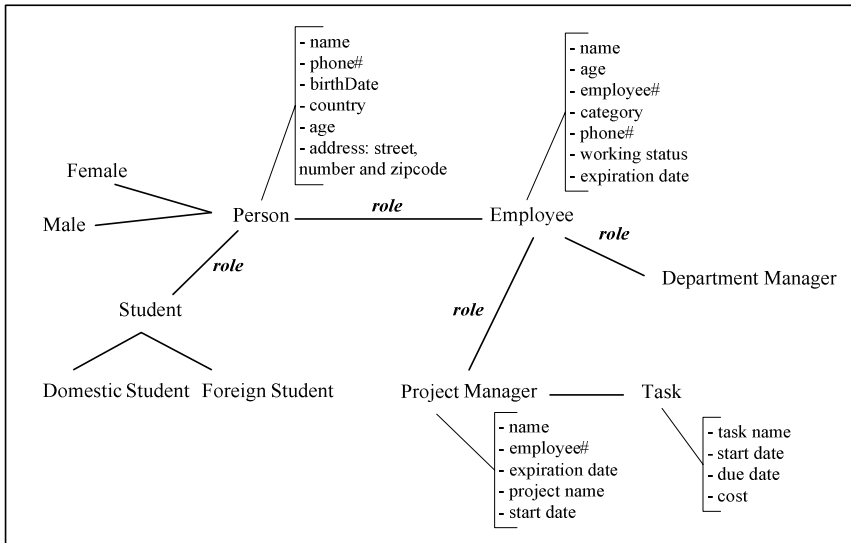 - name
- phone#
- birthDate
- country
- age
- address: street,
number and zipcode
- name
- age
- employee#
- category
- phone#
- working status
- expiration date
Female
Male
Person
role
Employee
role
role
Department Manager
Student
role
Domestic Student
Foreign Student
Project Manager
Task
- name
- employee#
- expiration date
- project name
- start date
- task name
- start date
- due date
- cost